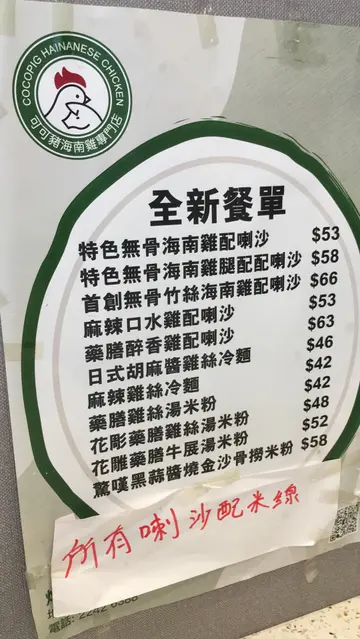 COCOPIG HAINANESE CHICKEN
可可豬海南雞專門店
全新餐單
特色無骨海南雞配喇沙 $53
特色無骨海南雞腿配配喇沙 $58
首創無骨竹絲海南雞配喇沙 $66
麻辣口水雞配喇沙 $53
藥膳醉香雞配喇沙 $63
日式胡麻醬雞絲冷麵 $46
麻辣雞絲冷麵 $42
藥膳雞絲湯米粉 $42
花彫藥膳雞絲湯米粉 $48
花雕藥膳牛展湯米粉 $52
驚嘆黑蒜醬燒金沙骨撈米粉 $58
所有喇沙配米線
電話: 2242